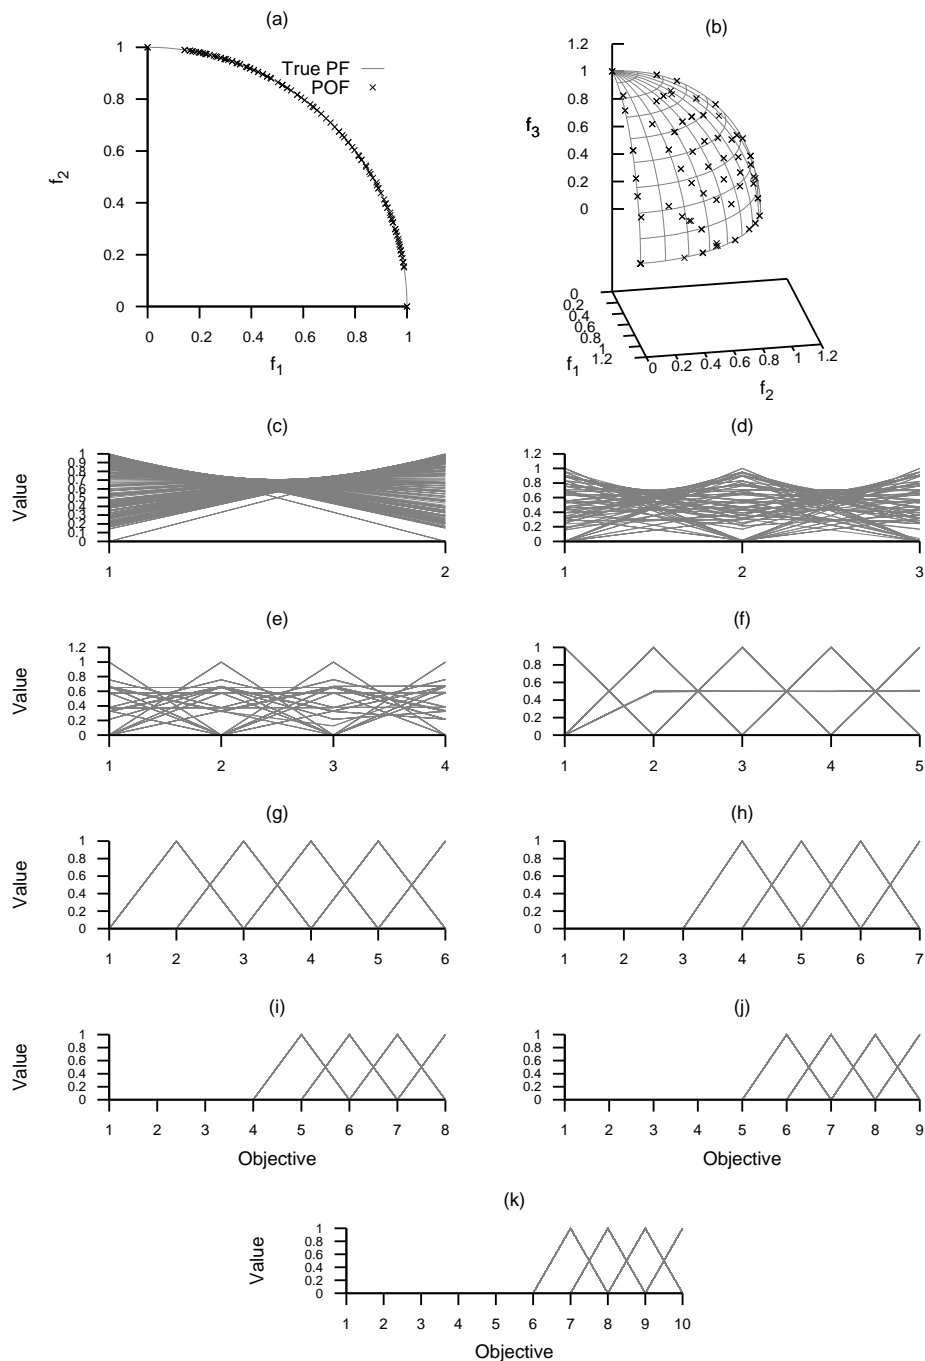 (a)
1
0.8
0.6
0.4
0.2
0
f2
True PF
POF
0 0.2 0.4 0.6 0.8 1
f1
(b)
1.2
1
0.8
0.6
0.4
0.2
0
f3
0
0.2
0.4
0.6
0.8
1
1.2
f1
0 0.2 0.4 0.6 0.8 1 1.2
f2
(c)
Value
1
0.9
0.8
0.7
0.6
0.5
0.4
0.3
0.2
0.1
0
1 2
(d)
1.2
1
0.8
0.6
0.4
0.2
0
1 2 3
(e)
Value
1.2
1
0.8
0.6
0.4
0.2
0
1 2 3 4
(f)
1
0.8
0.6
0.4
0.2
0
1 2 3 4 5
(g)
Value
1
0.8
0.6
0.4
0.2
0
1 2 3 4 5 6
(h)
1
0.8
0.6
0.4
0.2
0
1 2 3 4 5 6 7
(i)
Value
1
0.8
0.6
0.4
0.2
0
1 2 3 4 5 6 7 8
Objective
(j)
1
0.8
0.6
0.4
0.2
0
1 2 3 4 5 6 7 8 9
Objective
(k)
Value
1
0.8
0.6
0.4
0.2
0
1 2 3 4 5 6 7 8 9 10
Objective